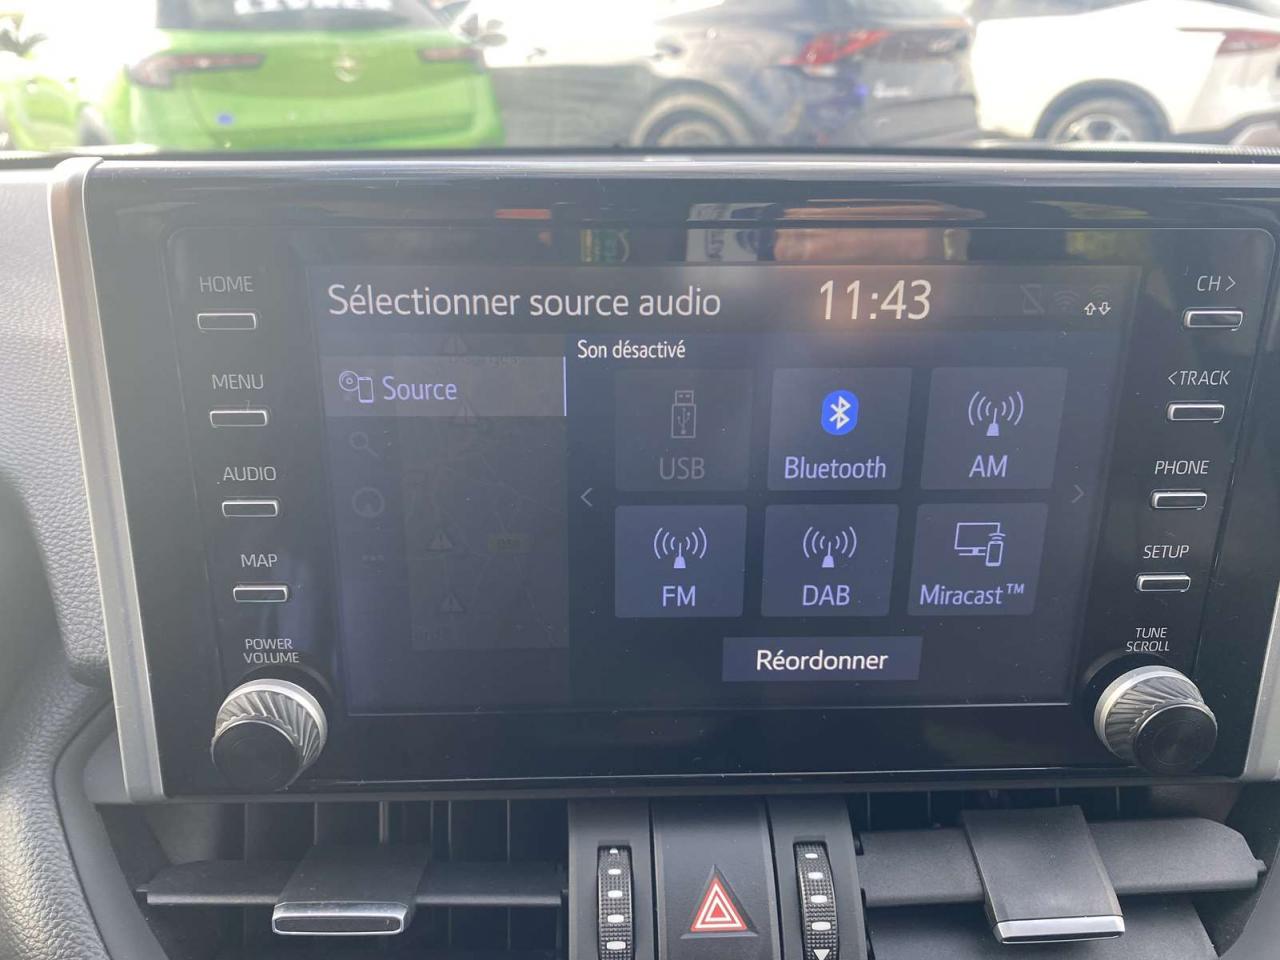 HOME
MENU
AUDIO
MAP
POWER
VOLUME
Sélectionner source audio
11:43
Son désactivé
Source
USB
Bluetooth
AM
FM
DAB
Miracast™
Réordonner
CH >
<TRACK
PHONE
SETUP
TUNE
SCROLL